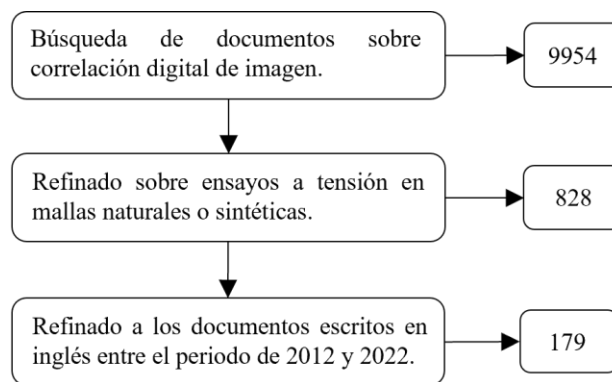 Búsqueda de documentos sobre
correlación digital de imagen.
9954
Refinado sobre ensayos a tensión en
mallas naturales o sintéticas.
828
Refinado a los documentos escritos en
inglés entre el periodo de 2012 y 2022.
179